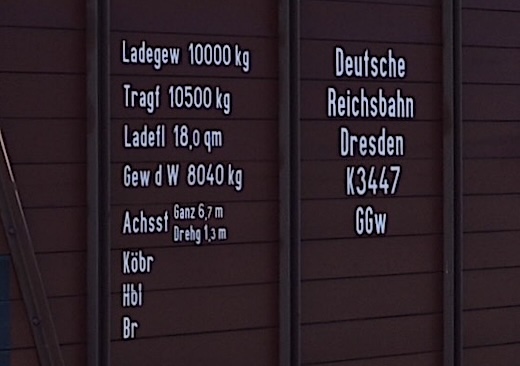 Ladegew 10000 kg
Tragf 10500 kg
Ladefl 18,0 qm
Gew d W 8040 kg
Achsst Ganz 6,7 m
Drehg 1,3 m
Köbr
Hbl
Br
Deutsche
Reichsbahn
Dresden
K3447
GGw